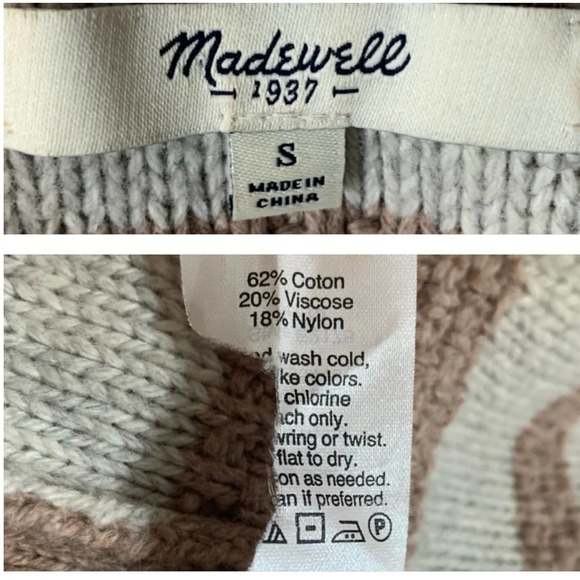 Madewell
1937
S
MADE IN
CHINA
62% Coton
20% Viscose
18% Nylon
wash cold,
colors.
chlorine
only.
wring or twist.
flat to dry.
as needed.
if preferred.
P